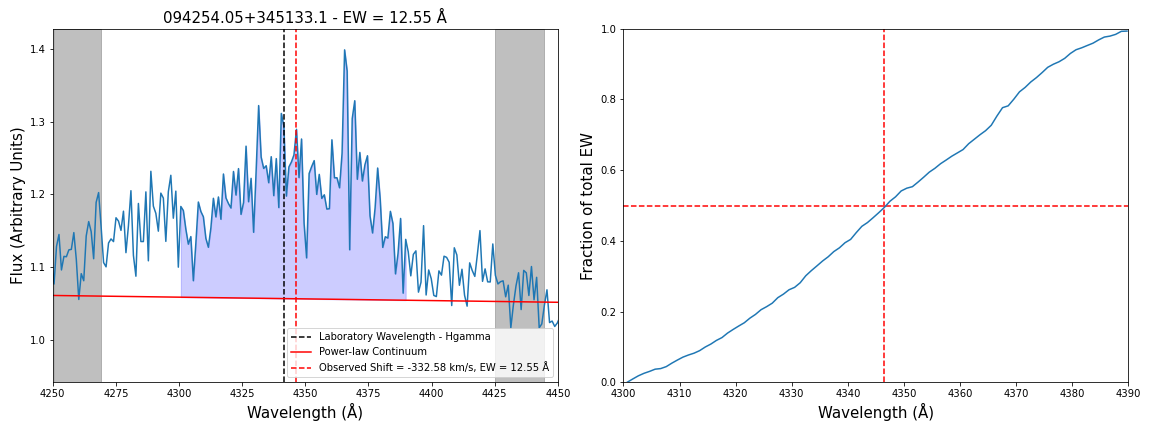 094254.05+345133.1 - EW = 12.55 Å
Flux (Arbitrary Units)
1.4
1.3
1.2
1.1
1.0
Laboratory Wavelength - Hgamma
Power-law Continuum
Observed Shift = -332.58 km/s, EW = 12.55 Å
4250 4275 4300 4325 4350 4375 4400 4425 4450
Wavelength (Å)
Fraction of total EW
1.0
0.8
0.6
0.4
0.2
0.0
4300 4310 4320 4330 4340 4350 4360 4370 4380 4390
Wavelength (Å)